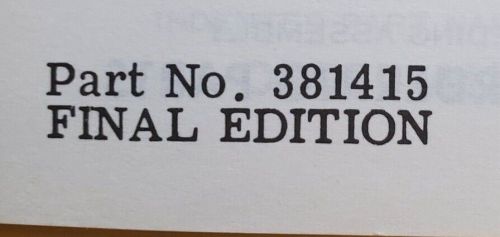 Part No. 381415
FINAL EDITION